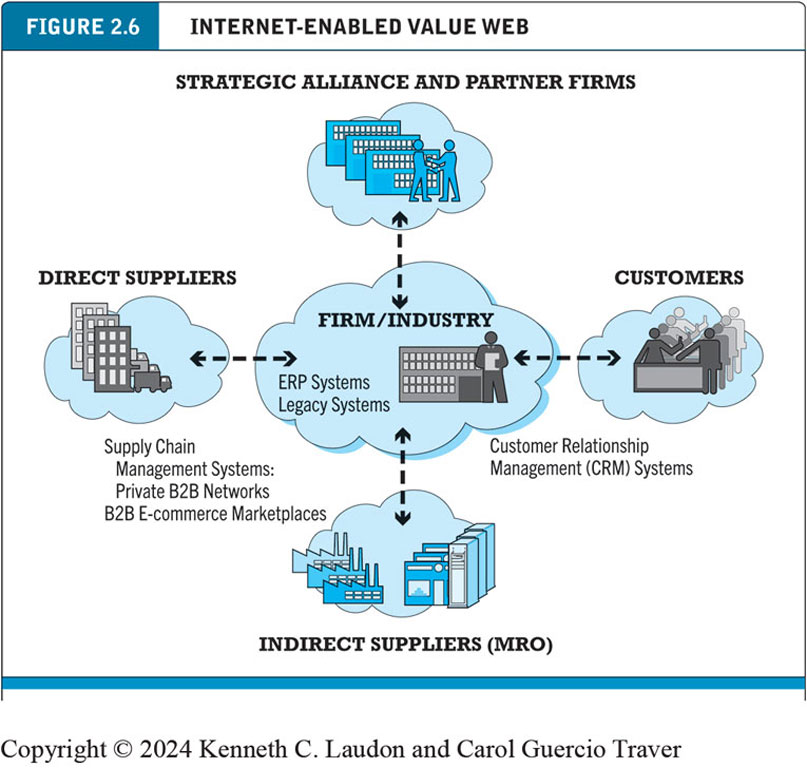 FIGURE 2.6 INTERNET-ENABLED VALUE WEB
STRATEGIC ALLIANCE AND PARTNER FIRMS
DIRECT SUPPLIERS
CUSTOMERS
FIRM/INDUSTRY
ERP Systems
Legacy Systems
Supply Chain
Management Systems:
Private B2B Networks
B2B E-commerce Marketplaces
Customer Relationship
Management (CRM) Systems
INDIRECT SUPPLIERS (MRO)
Copyright © 2024 Kenneth C. Laudon and Carol Guercio Traver